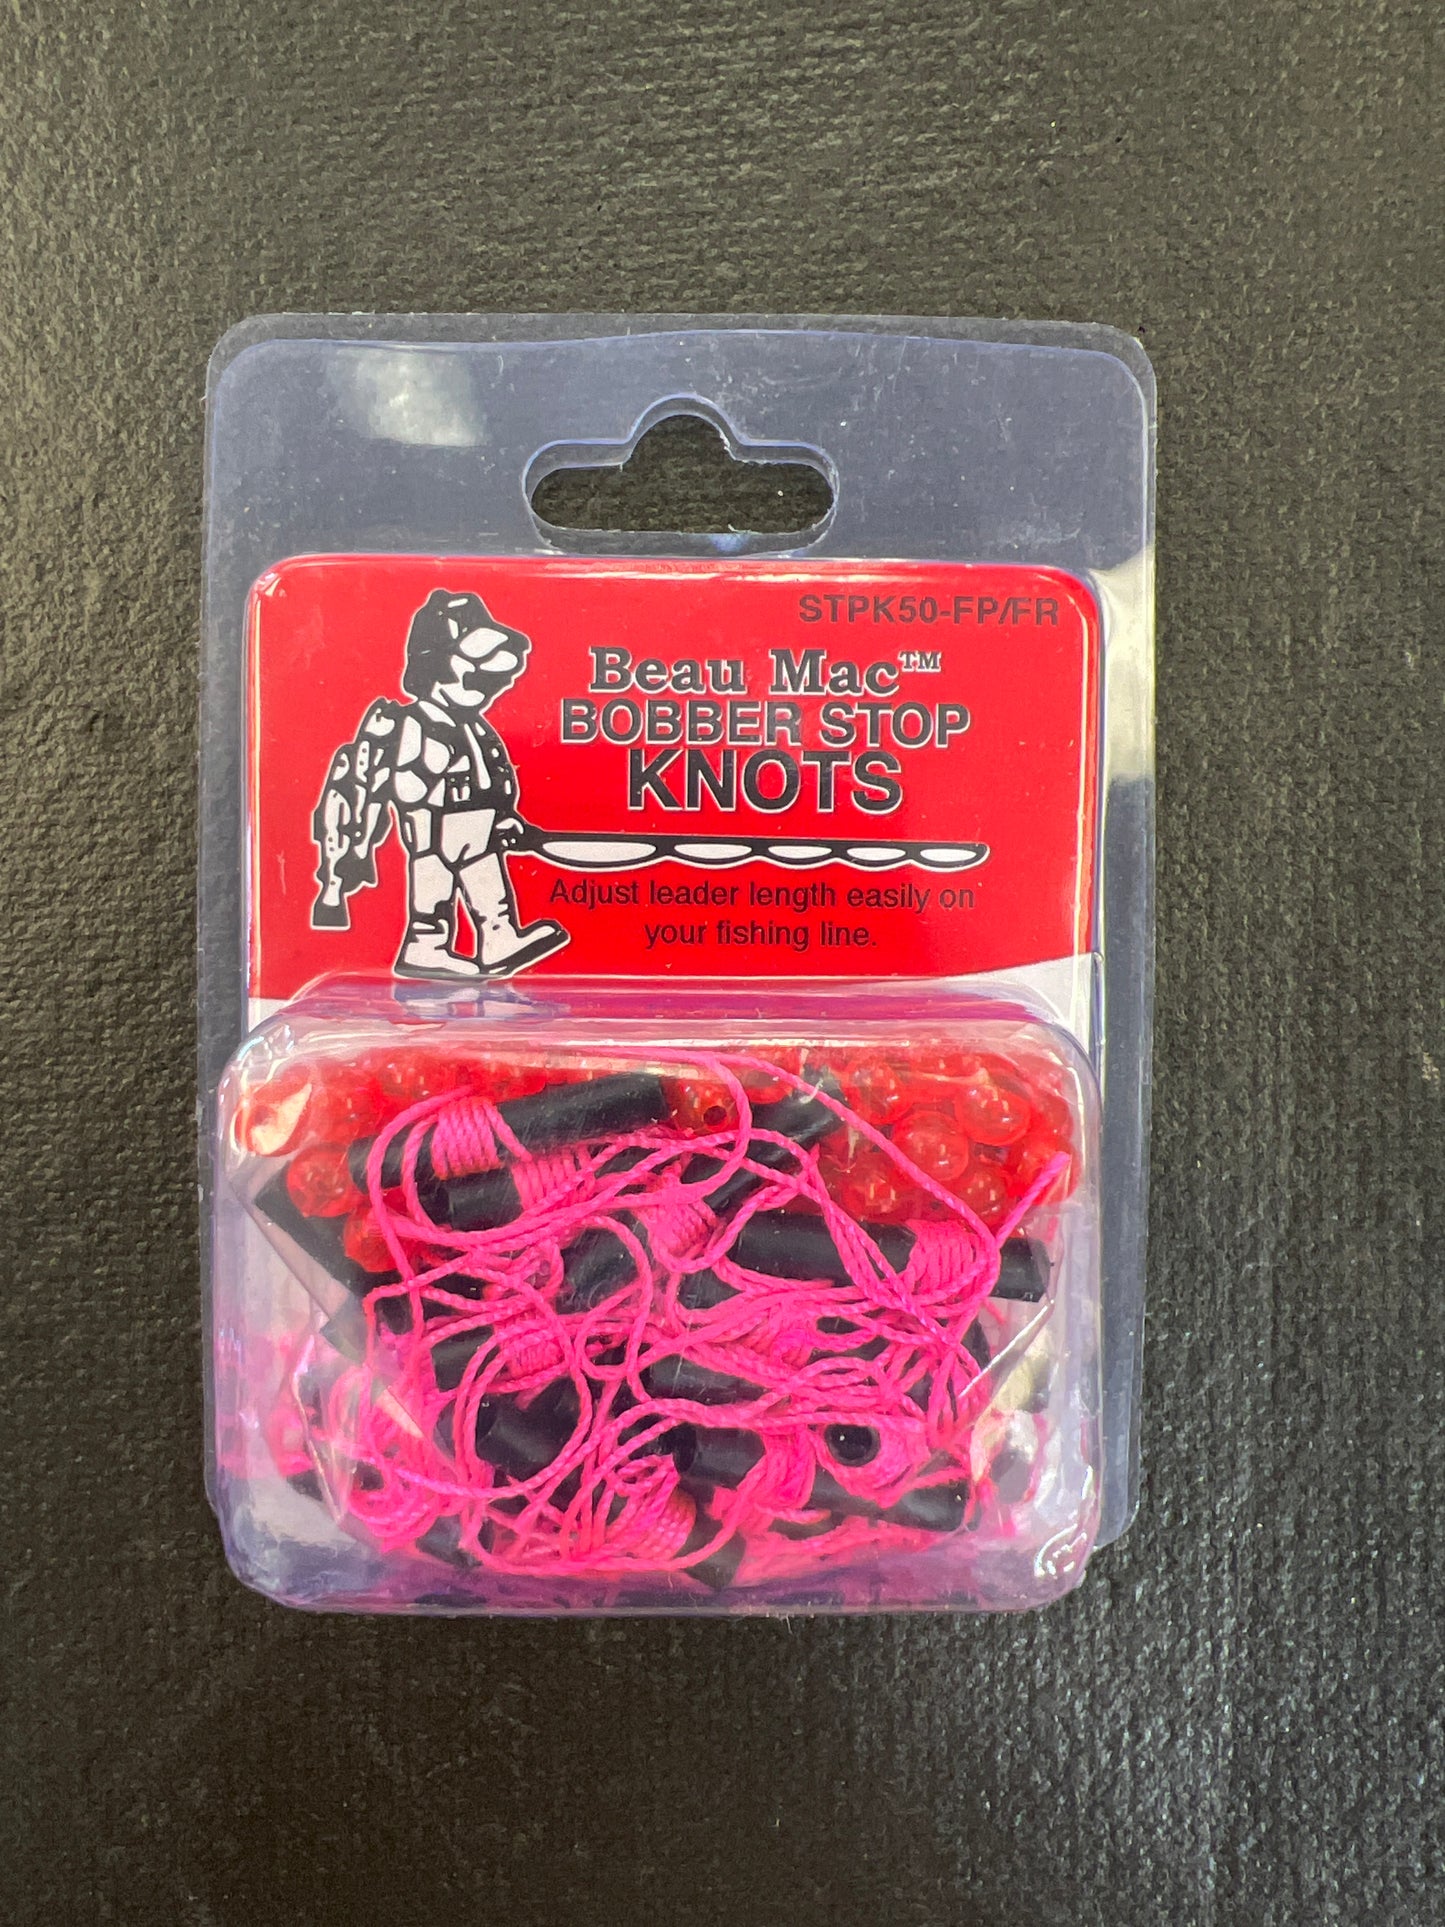 STPK50-FP/FR
Beau Mac™
BOBBER STOP
KNOTS
Adjust leader length easily on
your fishing line.